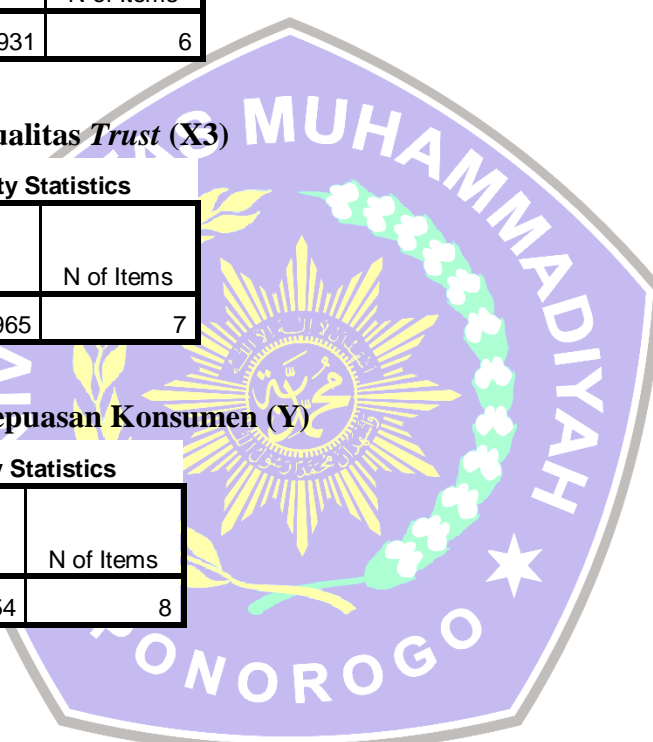 N of Items
931 6
ualitas Trust (X3)
ty Statistics
N of Items
965 7
epuasan Konsumen (Y)
y Statistics
N of Items
54 8
MUHAMMADIYAH
PONOROGO